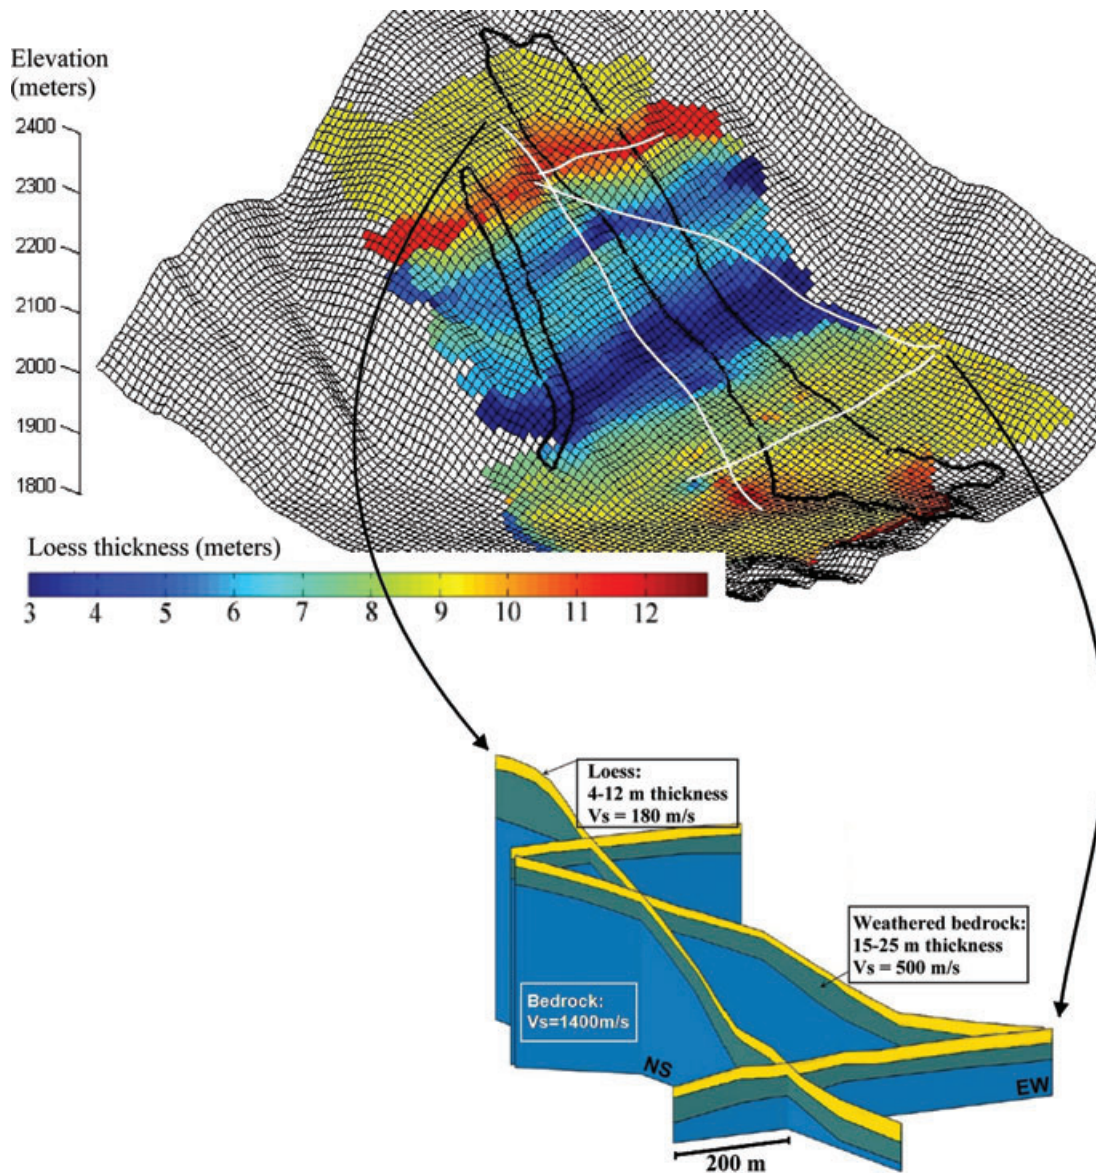 Elevation
(meters)
2400
2300
2200
2100
2000
1900
1800
Loess thickness (meters)
3 4 5 6 7 8 9 10 11 12
Loess:
4-12 m thickness
Vs = 180 m/s
Weathered bedrock:
15-25 m thickness
Vs = 500 m/s
Bedrock:
Vs=1400m/s
NS
EW
200 m